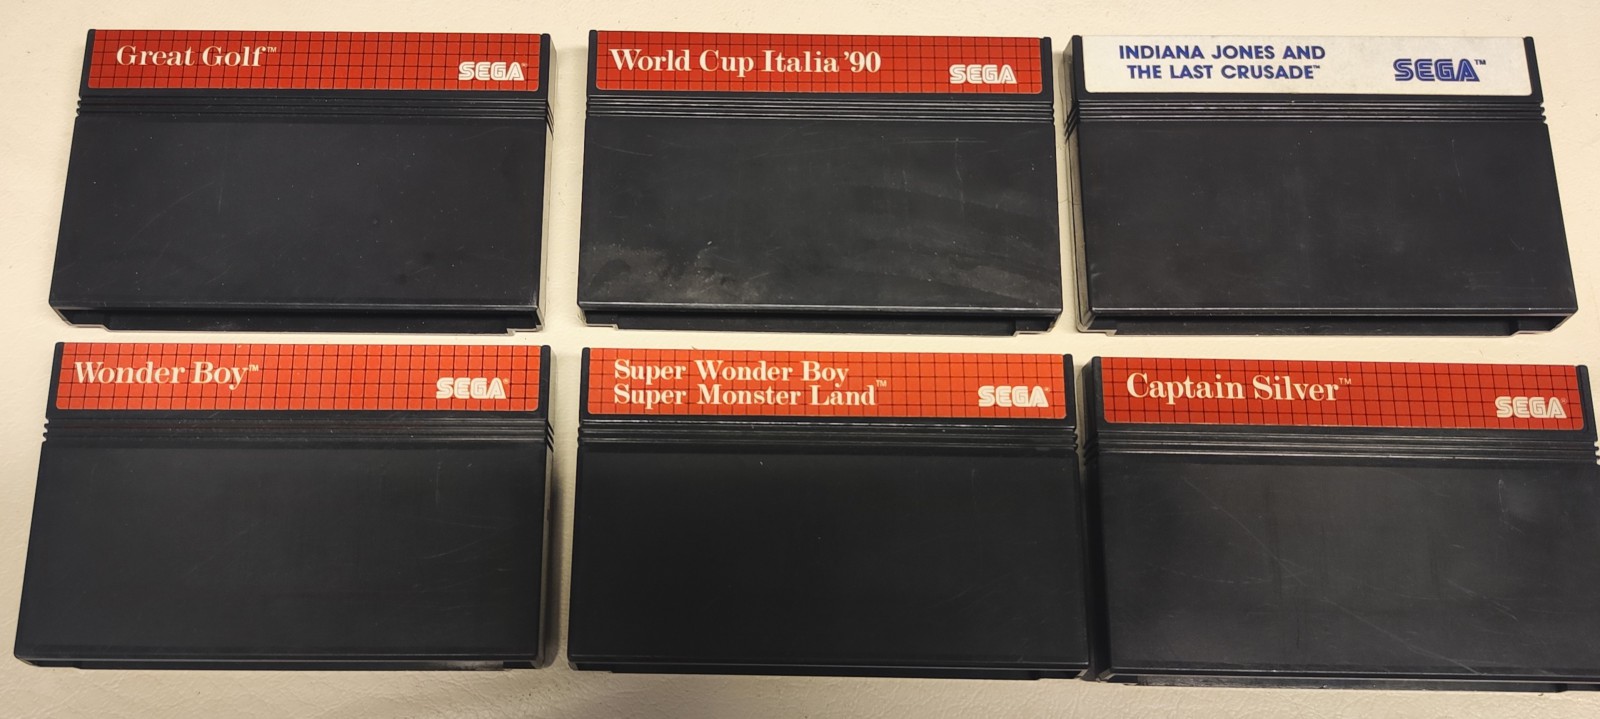 Great Golf™
SEGA®
World Cup Italia '90
SEGA
INDIANA JONES AND
THE LAST CRUSADE™
SEGA™
Wonder Boy™
SEGA®
Super Wonder Boy
Super Monster Land™
SEGA®
Captain Silver™
SEGA®